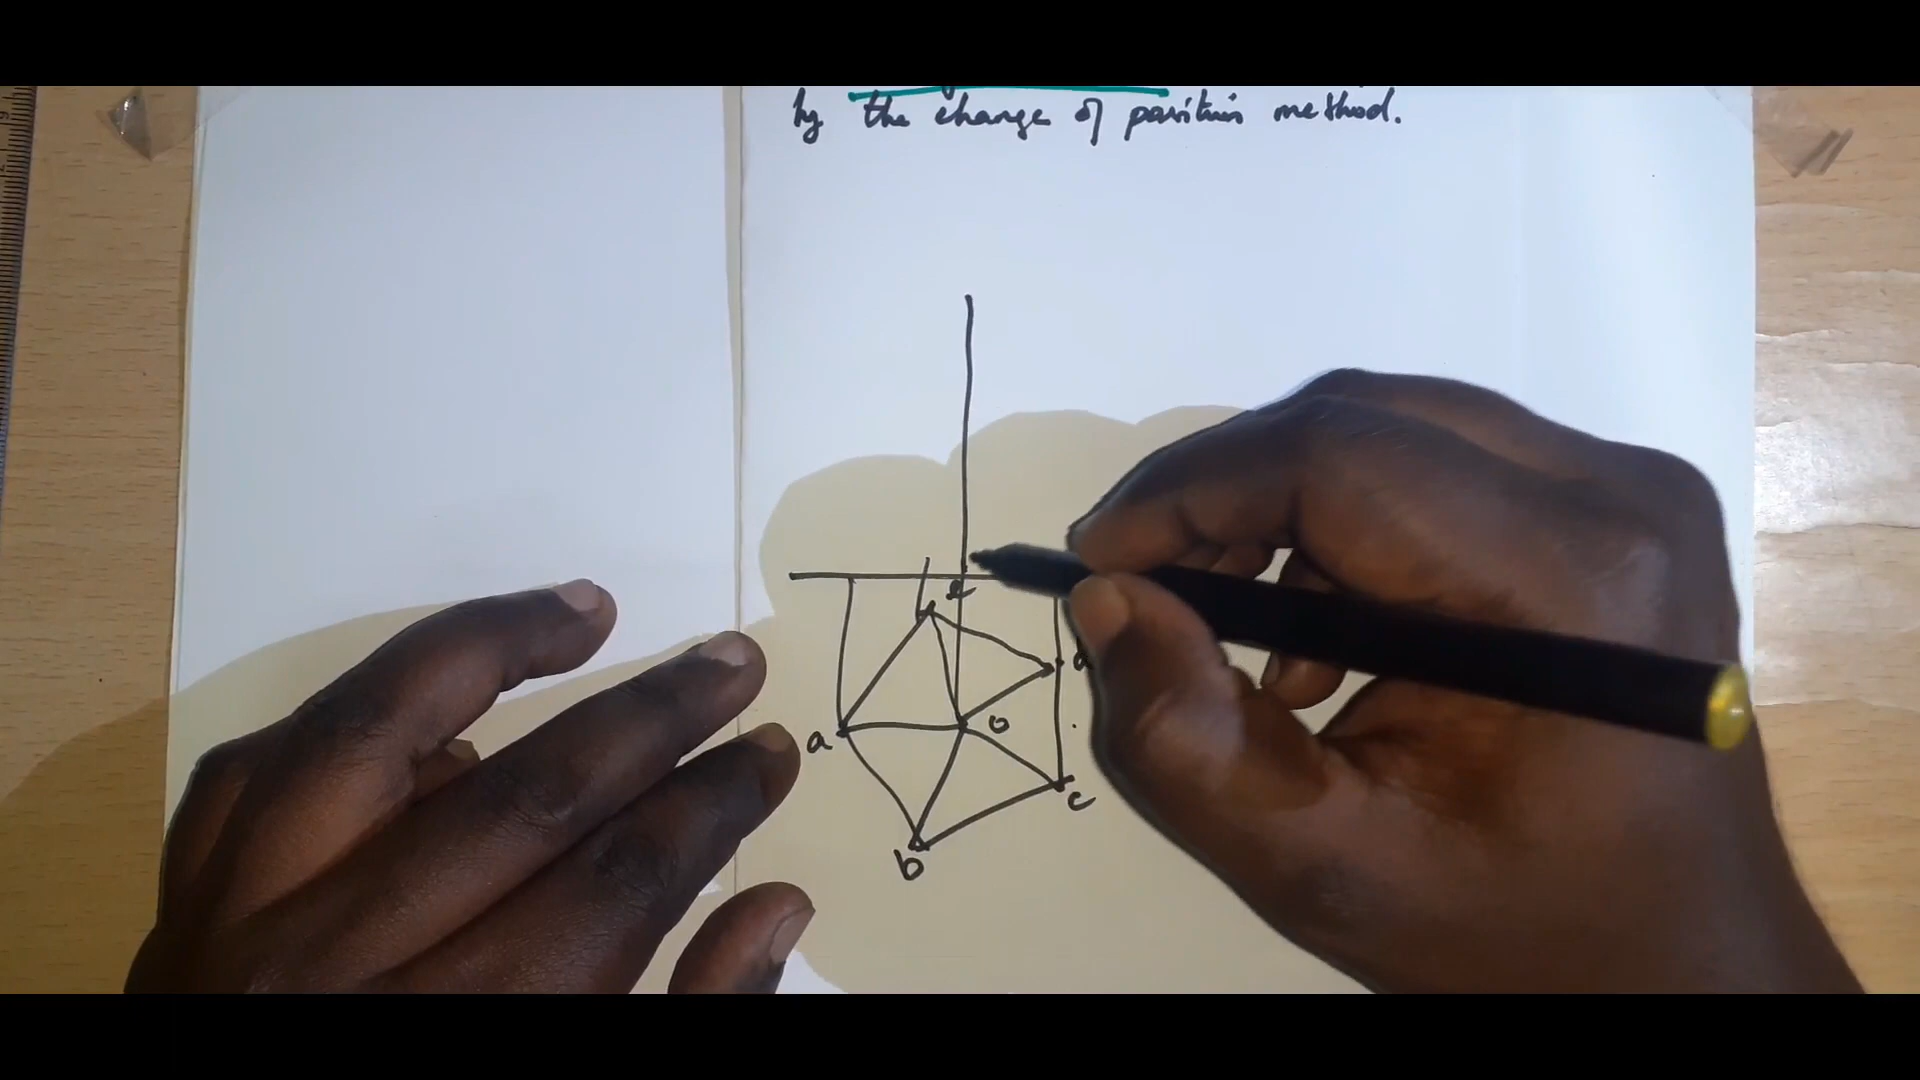 by the change of position method.
e
d
o
a
c
b